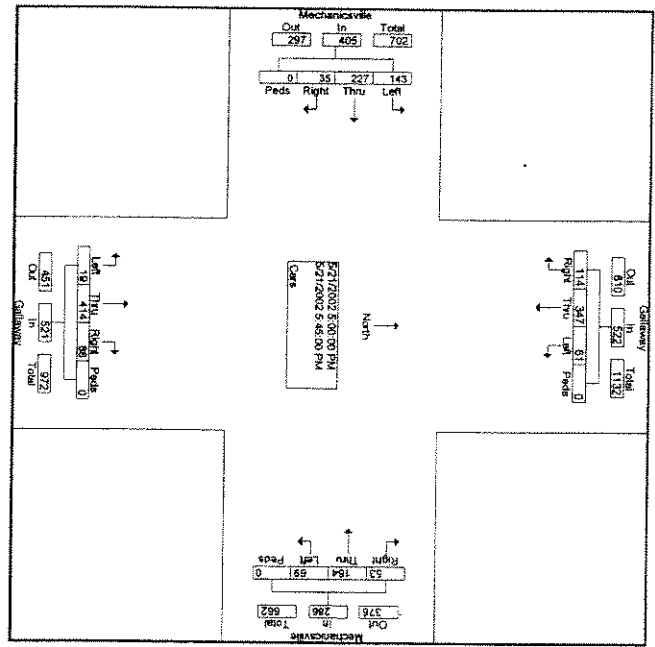 Mechanicsville
Out In Total
297 405 702
0 35 227 143
Peds Right Thru Left
Gallaway
Out In Total
451 521 972
19 414 88 0
Left Thru Right Peds
North
5/21/2002 5:00:00 PM
5/21/2002 5:45:00 PM
Cars
Gallaway
Out In Total
610 522 1132
114 347 61 0
Right Thru Left Peds
Right Thru Left Peds
53 164 69 0
376 286 662
Out In Total
Mechanicsville